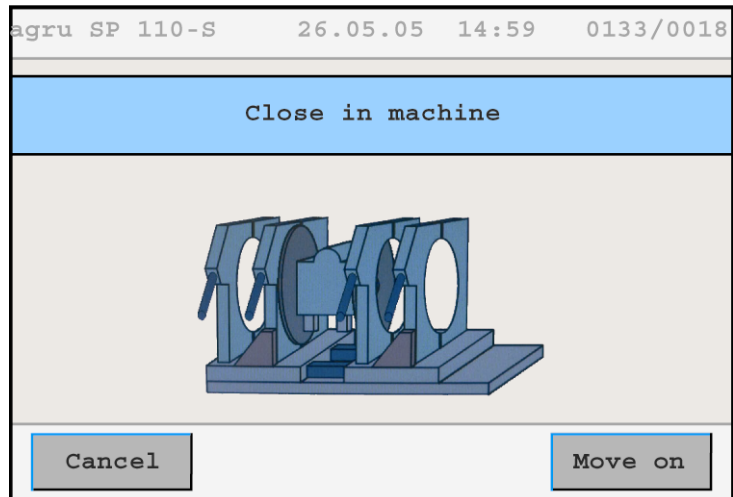 agru SP 110-S 26.05.05 14:59 0133/0018
Close in machine
Cancel Move on